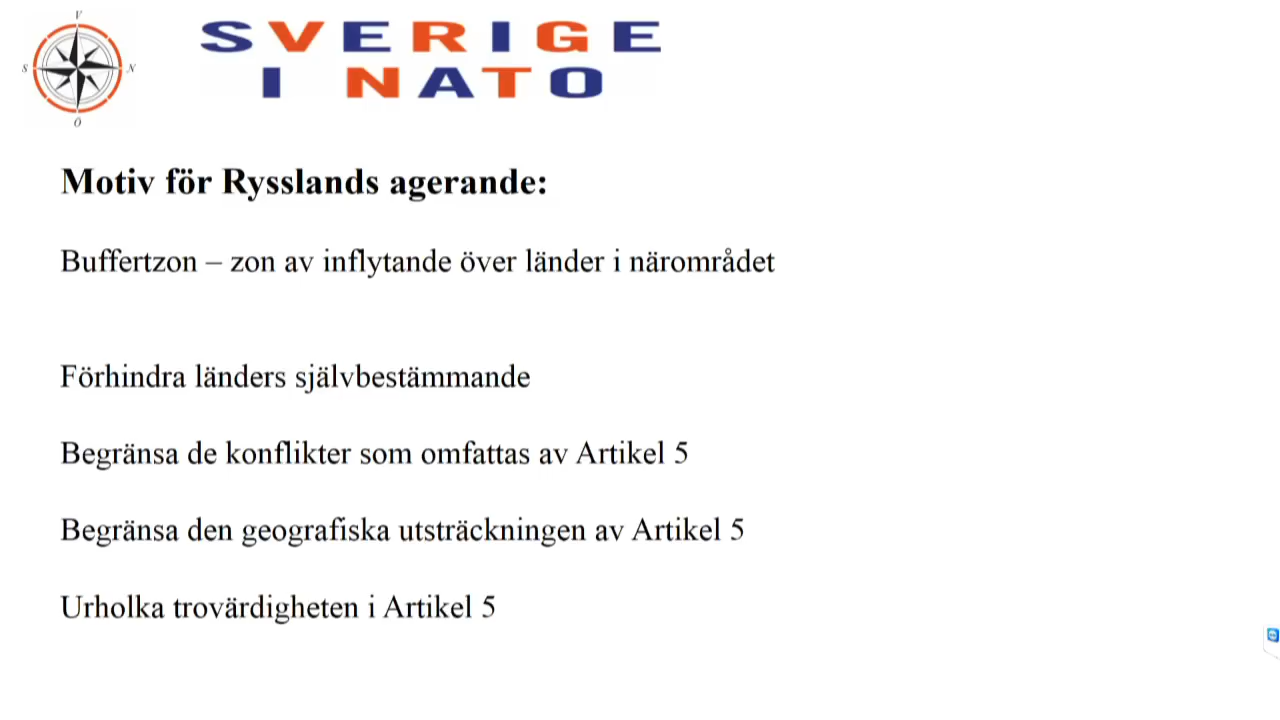 V
S
N
Ö
SVERIGE
I NATO
Motiv för Rysslands agerande:
Buffertzon – zon av inflytande över länder i närområdet
Förhindra länders självbestämmande
Begränsa de konflikter som omfattas av Artikel 5
Begränsa den geografiska utsträckningen av Artikel 5
Urholka trovärdigheten i Artikel 5